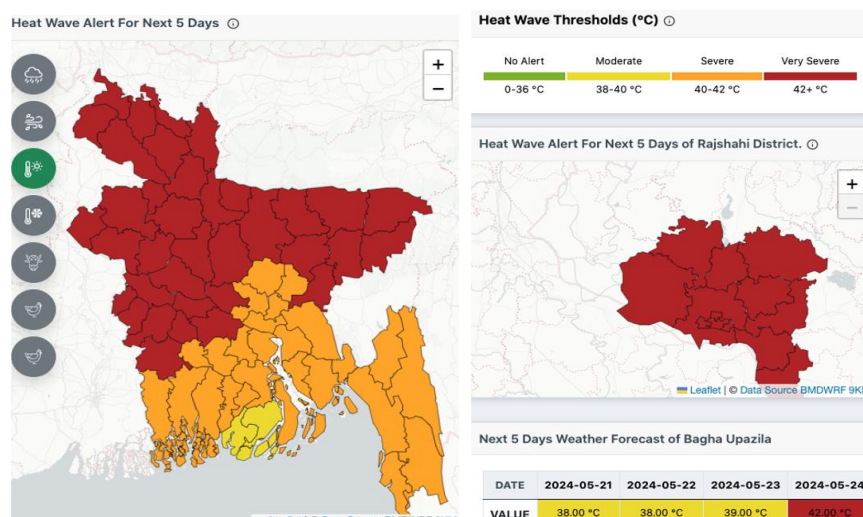 Heat Wave Alert For Next 5 Days
+
−
Heat Wave Thresholds (°C)
No Alert Moderate Severe Very Severe
0-36 °C 38-40 °C 40-42 °C 42+ °C
Heat Wave Alert For Next 5 Days of Rajshahi District.
+
−
Leaflet | © Data Source BMDWRF 9K
Next 5 Days Weather Forecast of Bagha Upazila
DATE 2024-05-21 2024-05-22 2024-05-23 2024-05-24
VALUE 38.00 °C 38.00 °C 39.00 °C 42.00 °C